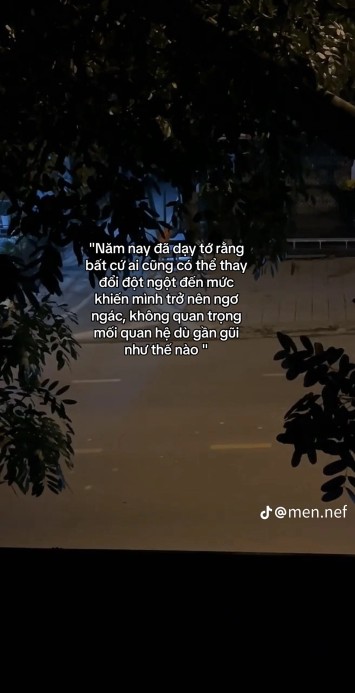 "Năm nay đã dạy tớ rằng
bất cứ ai cũng có thể thay
đổi đột ngột đến mức
khiến mình trở nên ngơ
ngác, không quan trọng
mối quan hệ dù gần gũi
như thế nào "
@men.nef